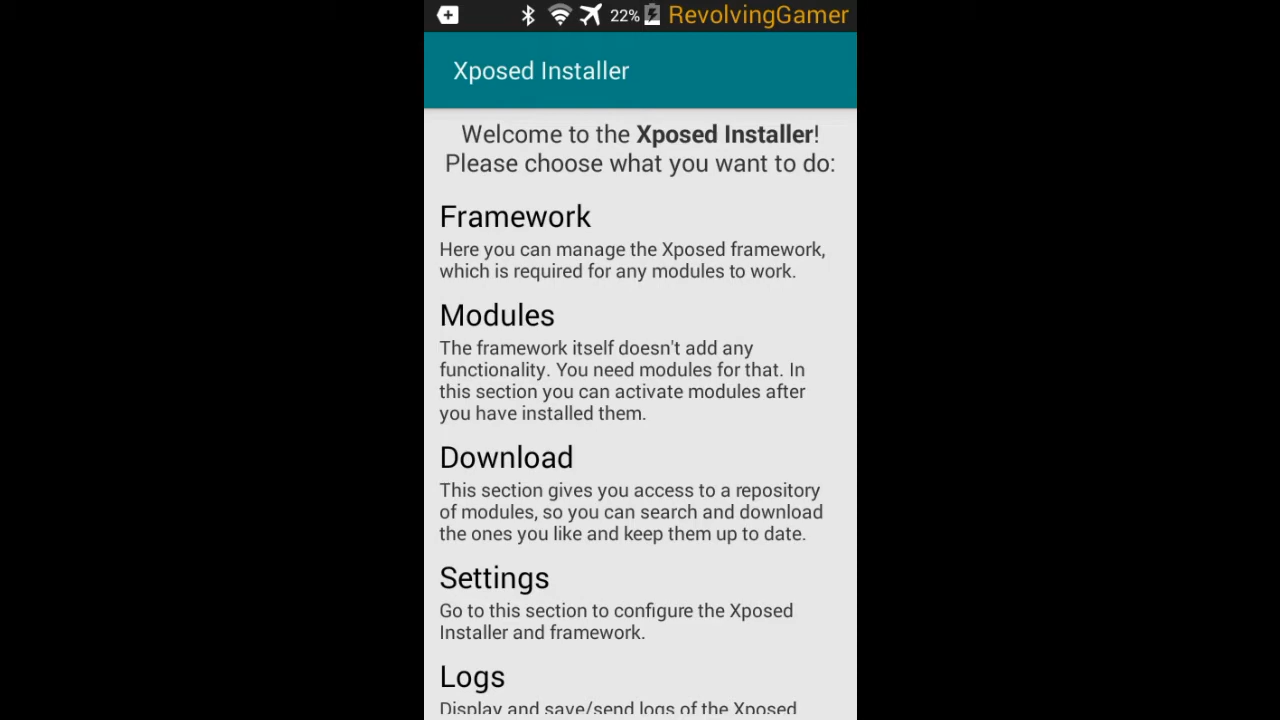 22% RevolvingGamer
Xposed Installer
Welcome to the Xposed Installer!
Please choose what you want to do:
Framework
Here you can manage the Xposed framework,
which is required for any modules to work.
Modules
The framework itself doesn't add any
functionality. You need modules for that. In
this section you can activate modules after
you have installed them.
Download
This section gives you access to a repository
of modules, so you can search and download
the ones you like and keep them up to date.
Settings
Go to this section to configure the Xposed
Installer and framework.
Logs
Display and save/send logs of the Xposed